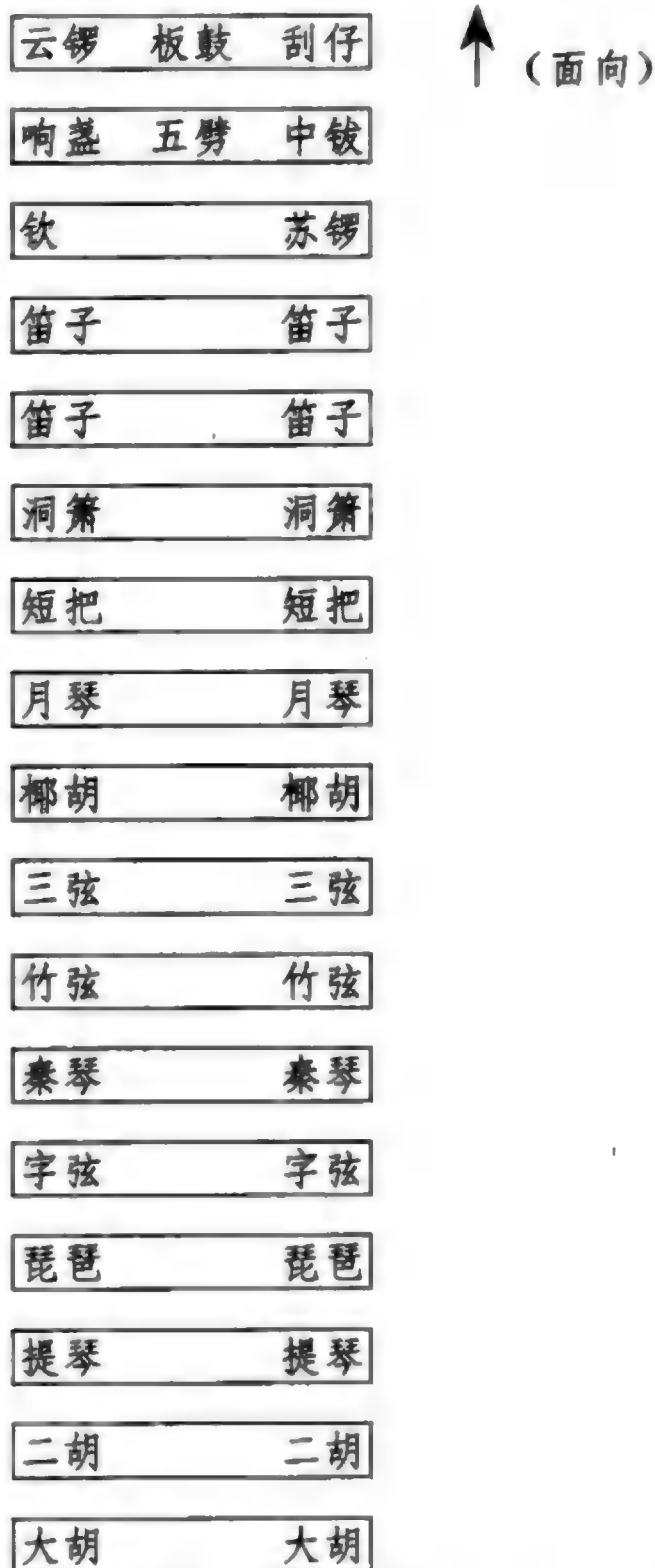 云锣 板鼓 刮仔
（面向）
响盏 五劈 中钹
钦 苏锣
笛子 笛子
笛子 笛子
洞箫 洞箫
短把 短把
月琴 月琴
椰胡 椰胡
三弦 三弦
竹弦 竹弦
秦琴 秦琴
字弦 字弦
琵琶 琵琶
提琴 提琴
二胡 二胡
大胡 大胡